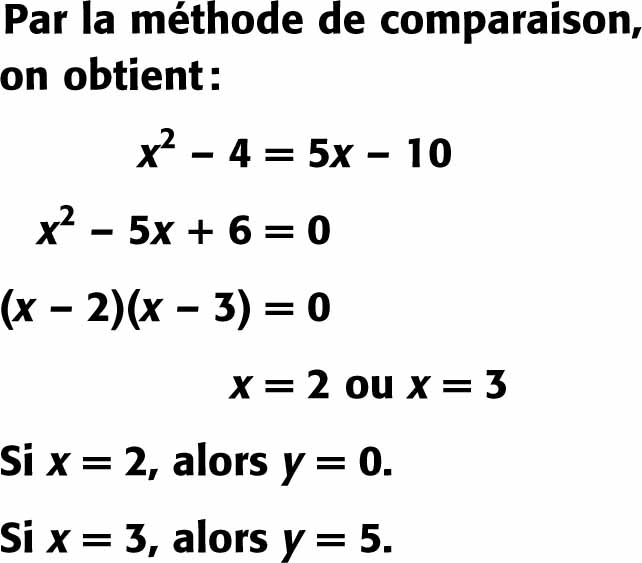 Par la méthode de comparaison,
on obtient :
x² – 4 = 5x – 10
x² – 5x + 6 = 0
(x – 2)(x – 3) = 0
x = 2 ou x = 3
Si x = 2, alors y = 0.
Si x = 3, alors y = 5.